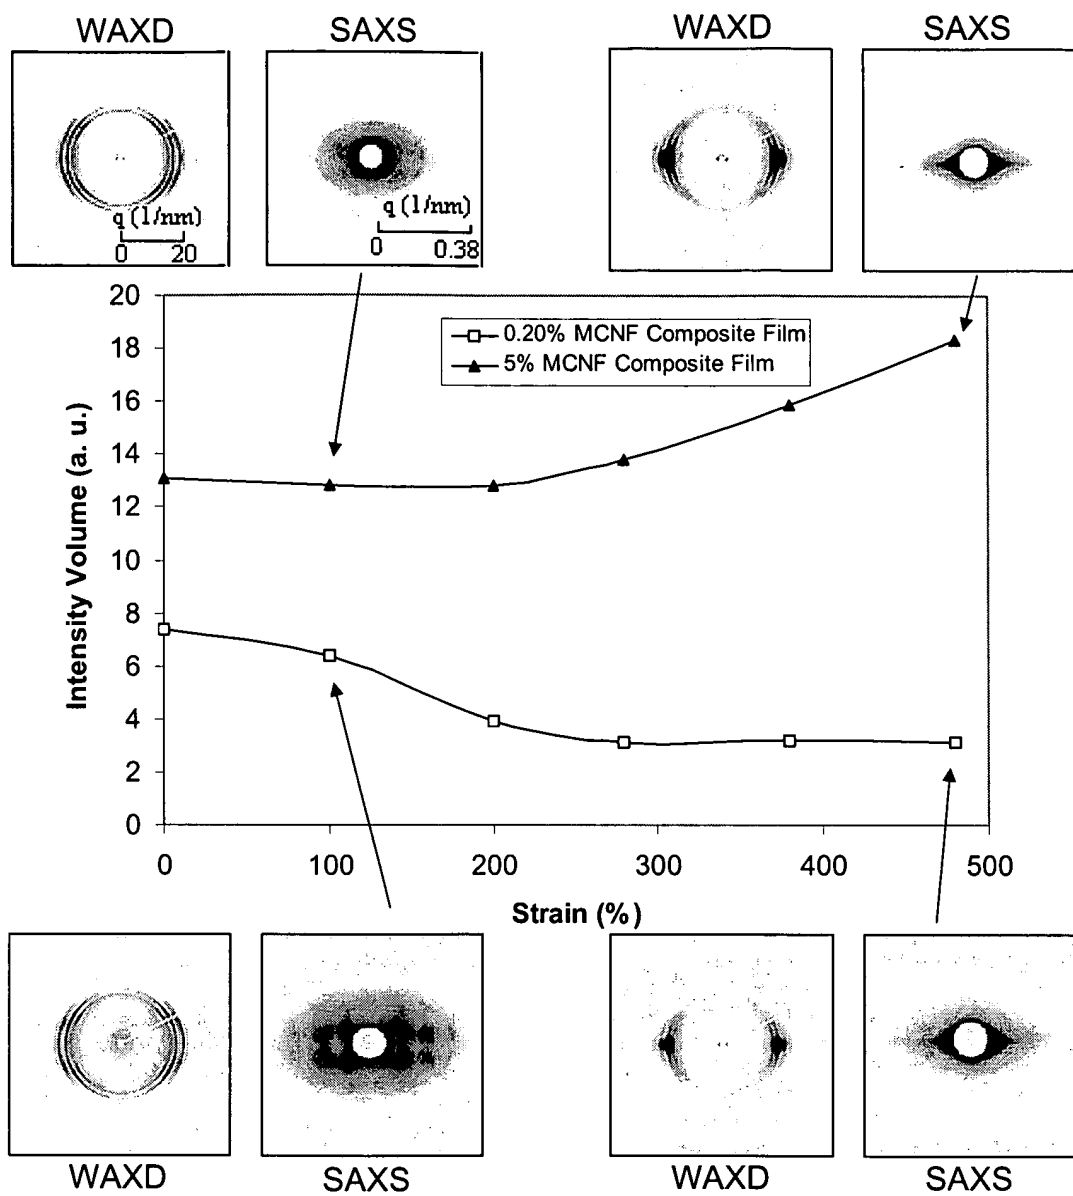 WAXD SAXS WAXD SAXS
q (1/nm)
0 20
q (1/nm)
0 0.38
20
18
16
14
12
10
8
6
4
2
0
Intensity Volume (a. u.)
0.20% MCNF Composite Film
5% MCNF Composite Film
0 100 200 300 400 500
Strain (%)
WAXD SAXS WAXD SAXS